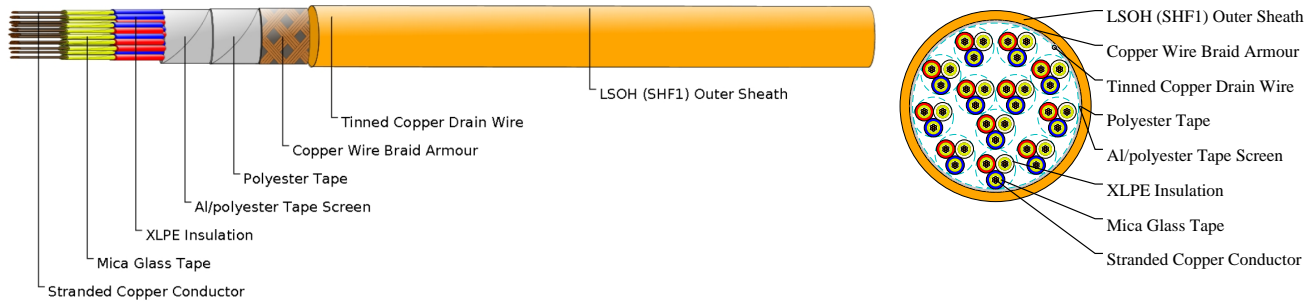 LSOH (SHF1) Outer Sheath
Tinned Copper Drain Wire
Copper Wire Braid Armour
Polyester Tape
Al/polyester Tape Screen
XLPE Insulation
Mica Glass Tape
Stranded Copper Conductor
LSOH (SHF1) Outer Sheath
Copper Wire Braid Armour
Tinned Copper Drain Wire
Polyester Tape
Al/polyester Tape Screen
XLPE Insulation
Mica Glass Tape
Stranded Copper Conductor